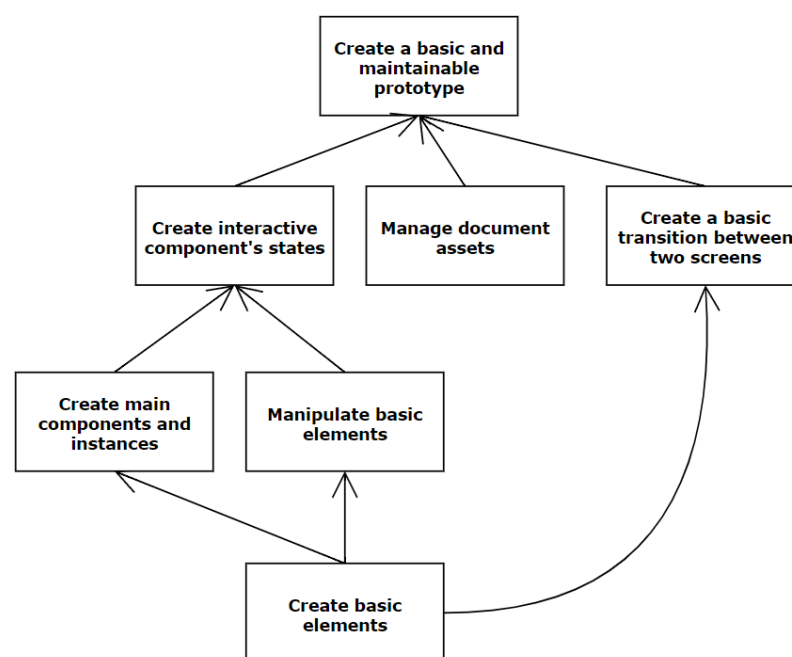 Create a basic and
maintainable
prototype
Create interactive
component's states
Manage document
assets
Create a basic
transition between
two screens
Create main
components and
instances
Manipulate basic
elements
Create basic
elements